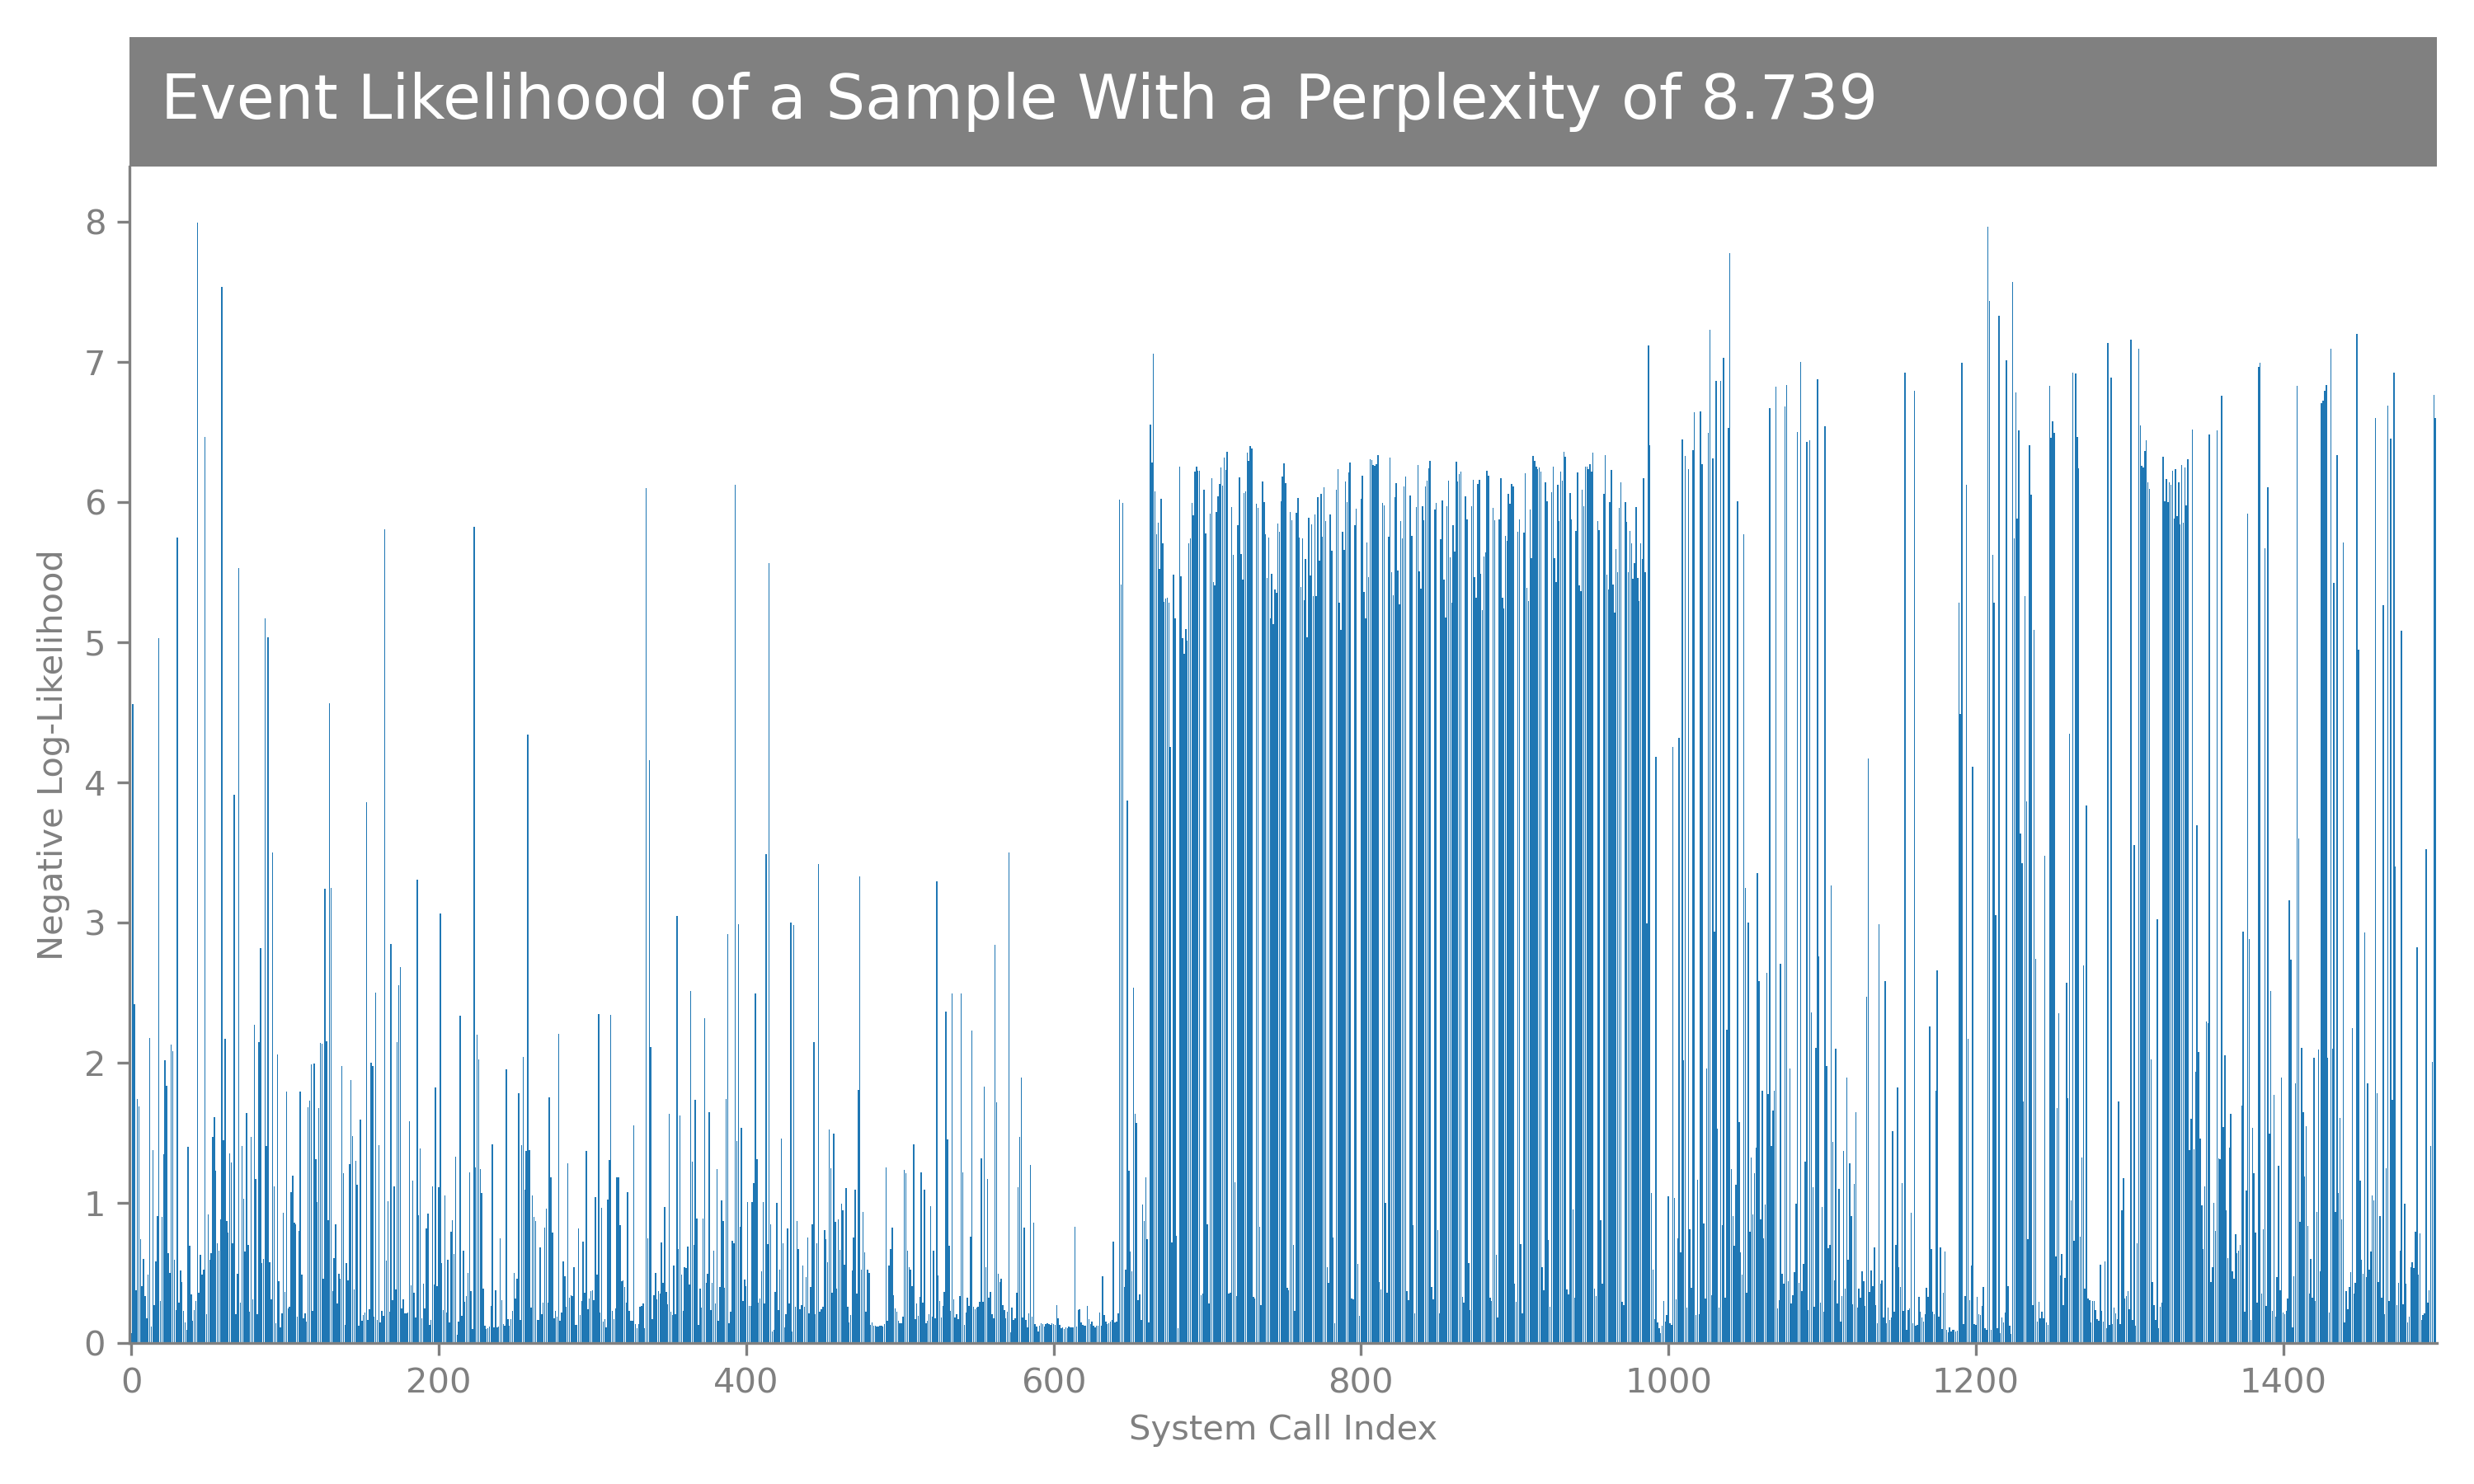 Event Likelihood of a Sample With a Perplexity of 8.739
8
7
6
5
4
3
2
1
0
Negative Log-Likelihood
0 200 400 600 800 1000 1200 1400
System Call Index